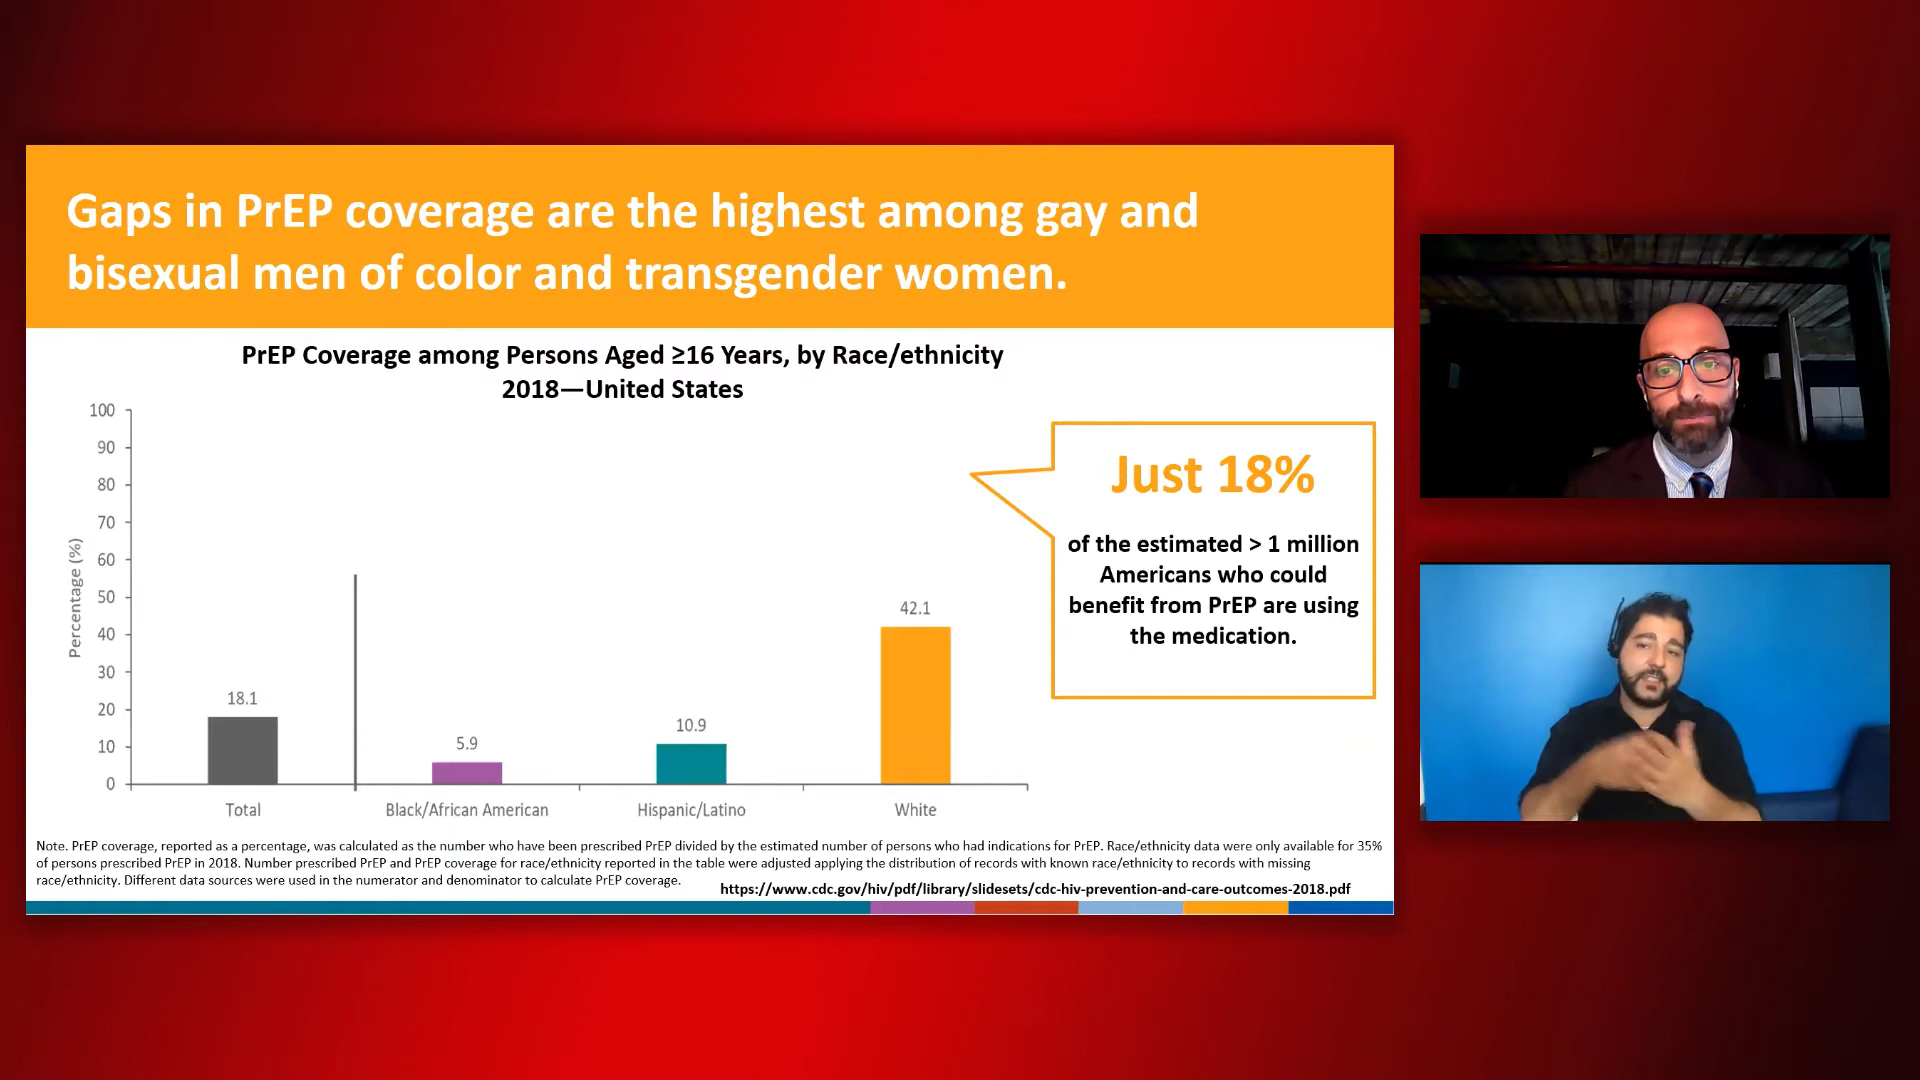 Gaps in PrEP coverage are the highest among gay and
bisexual men of color and transgender women.
PrEP Coverage among Persons Aged ≥16 Years, by Race/ethnicity
2018—United States
Percentage (%)
100
90
80
70
60
50
40
30
20
10
0
18.1
5.9
10.9
42.1
Total
Black/African American
Hispanic/Latino
White
Just 18%
of the estimated > 1 million
Americans who could
benefit from PrEP are using
the medication.
Note. PrEP coverage, reported as a percentage, was calculated as the number who have been prescribed PrEP divided by the estimated number of persons who had indications for PrEP. Race/ethnicity data were only available for 35%
of persons prescribed PrEP in 2018. Number prescribed PrEP and PrEP coverage for race/ethnicity reported in the table were adjusted applying the distribution of records with known race/ethnicity to records with missing
race/ethnicity. Different data sources were used in the numerator and denominator to calculate PrEP coverage.
https://www.cdc.gov/hiv/pdf/library/slidesets/cdc-hiv-prevention-and-care-outcomes-2018.pdf